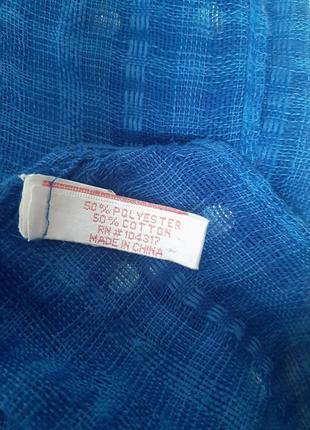 50% POLYESTER
50% COTTON
RN #104317
MADE IN CHINA